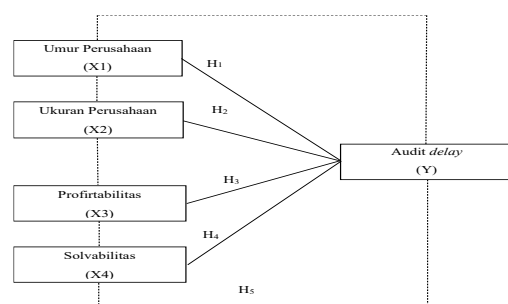 Umur Perusahaan
(X1)
H1
Ukuran Perusahaan
(X2)
H2
Audit delay
(Y)
H3
Profirtabilitas
(X3)
H4
Solvabilitas
(X4)
H5